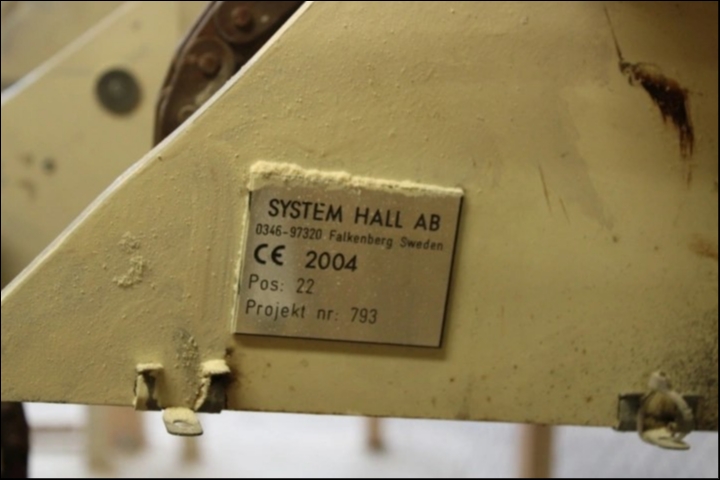 SYSTEM HALL AB
0346-97320 Falkenberg Sweden
CE 2004
Pos: 22
Projekt nr: 793